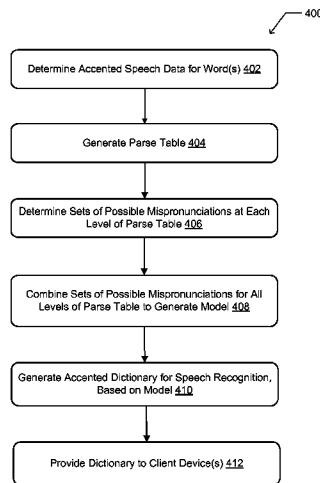 400
Determine Accented Speech Data for Word(s) 402
Generate Parse Table 404
Determine Sets of Possible Mispronunciations at Each
Level of Parse Table 406
Combine Sets of Possible Mispronunciations for All
Levels of Parse Table to Generate Model 408
Generate Accented Dictionary for Speech Recognition,
Based on Model 410
Provide Dictionary to Client Device(s) 412